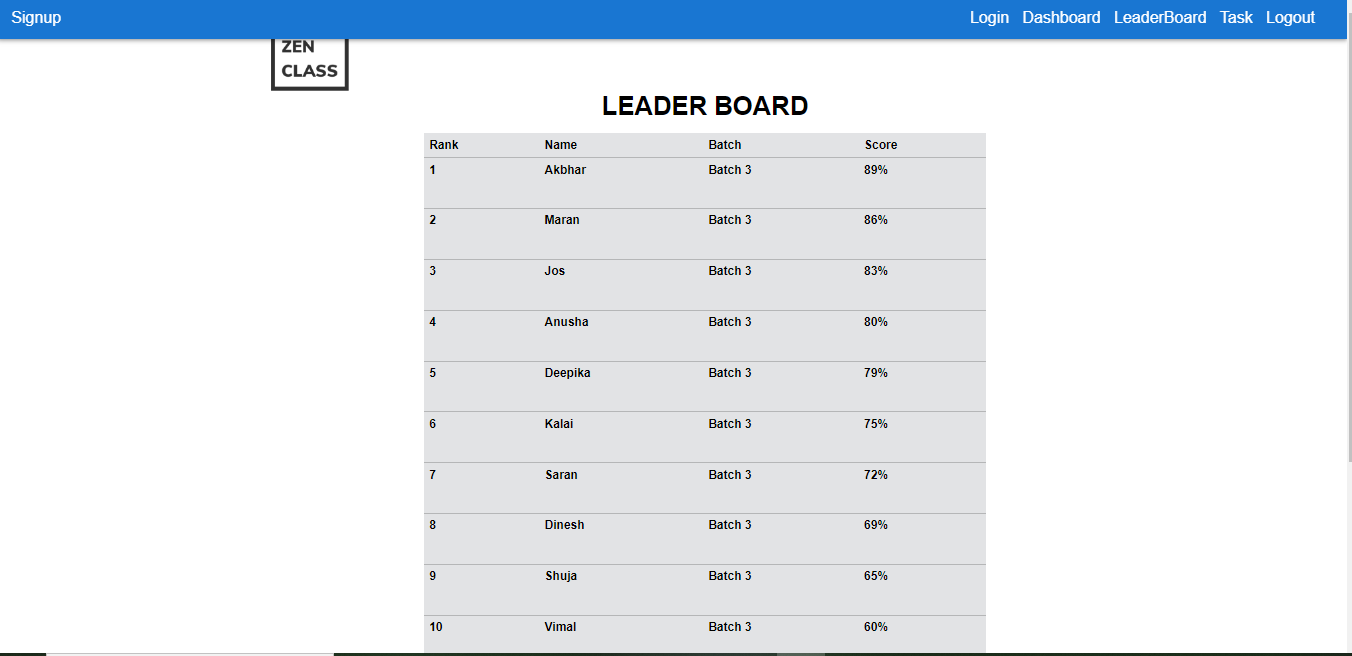 Signup Login Dashboard LeaderBoard Task Logout
ZEN
CLASS
LEADER BOARD
Rank Name Batch Score
1 Akbhar Batch 3 89%
2 Maran Batch 3 86%
3 Jos Batch 3 83%
4 Anusha Batch 3 80%
5 Deepika Batch 3 79%
6 Kalai Batch 3 75%
7 Saran Batch 3 72%
8 Dinesh Batch 3 69%
9 Shuja Batch 3 65%
10 Vimal Batch 3 60%